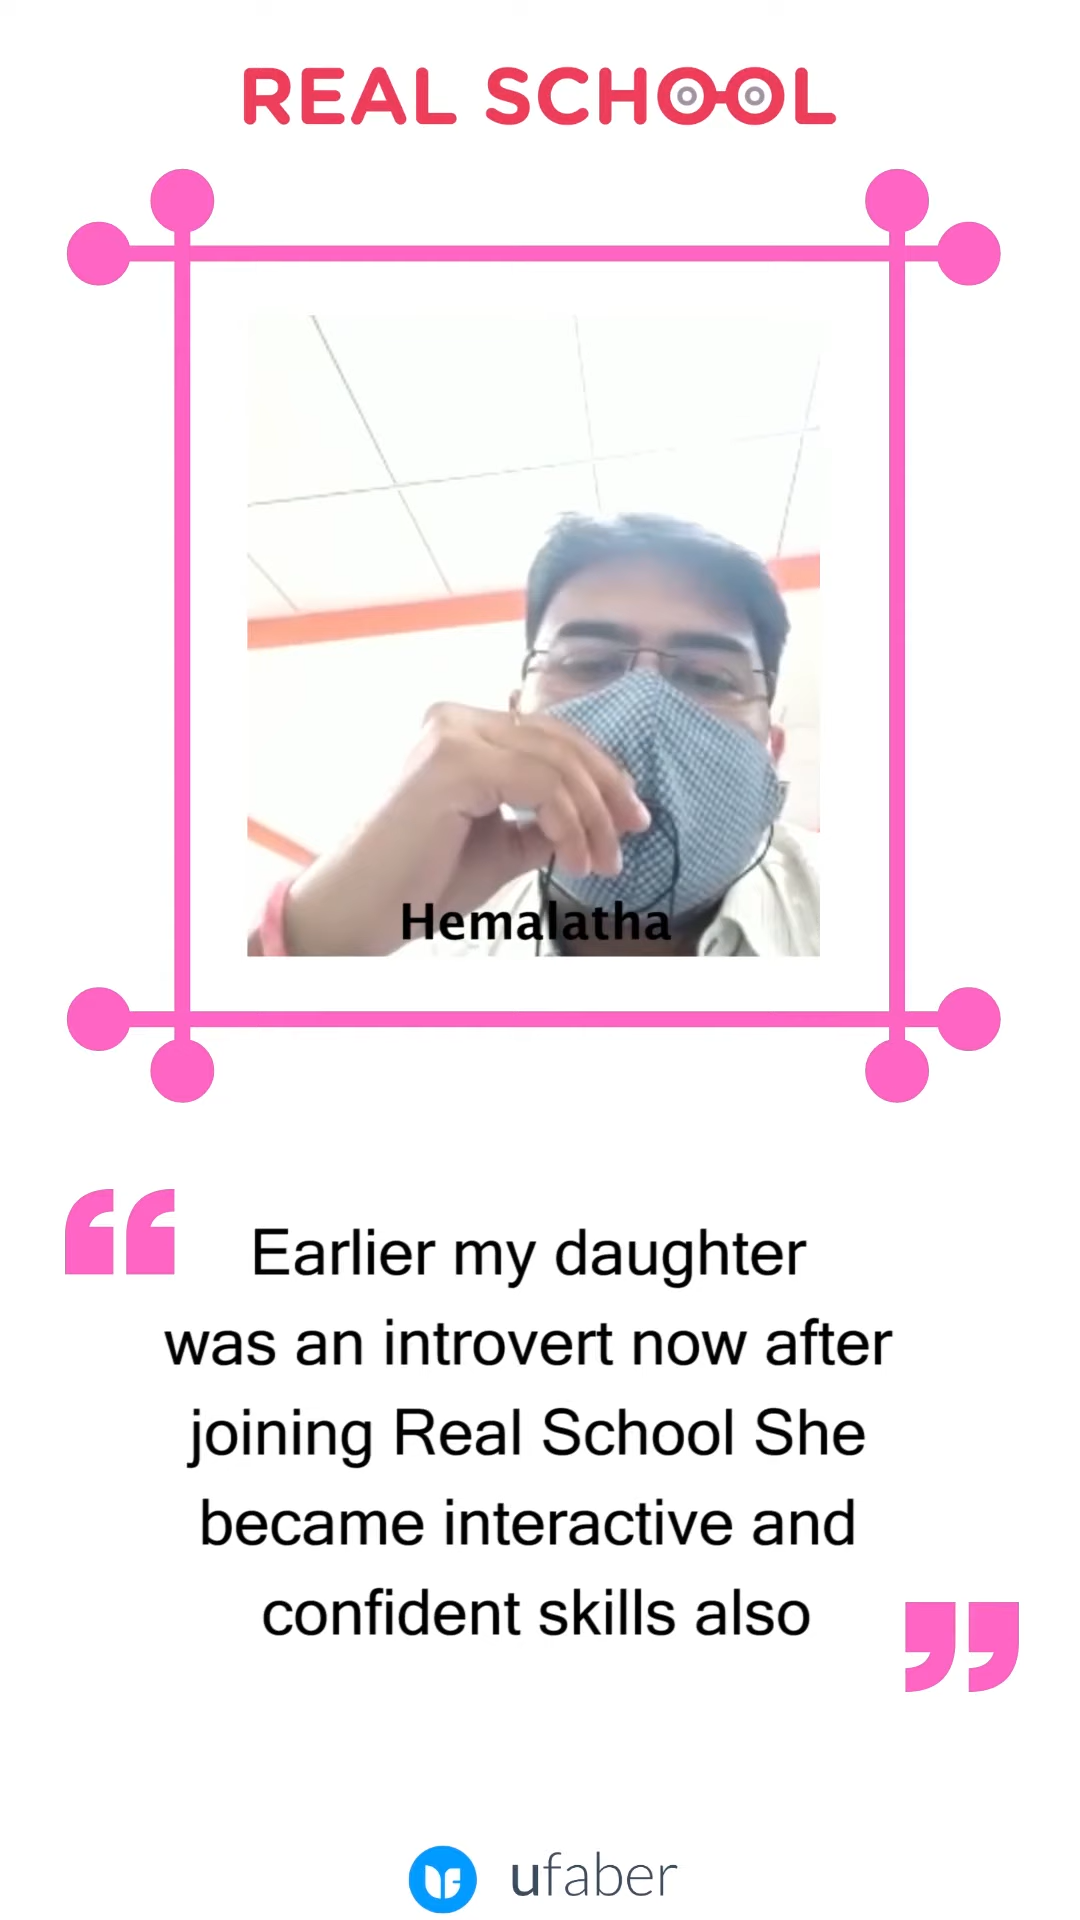 REAL SCHOOL
Hemalatha
Earlier my daughter
was an introvert now after
joining Real School She
became interactive and
confident skills also
ufaber